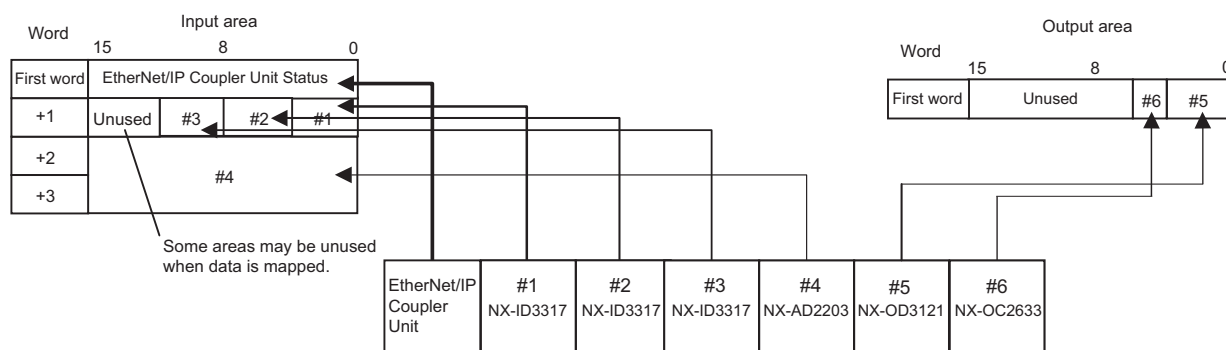 Input area
Word
15 8 0
First word EtherNet/IP Coupler Unit Status
+1 Unused #3 #2 #1
+2
#4
+3
Some areas may be unused
when data is mapped.
Output area
Word
15 8 0
First word Unused #6 #5
EtherNet/IP
Coupler
Unit
#1
NX-ID3317
#2
NX-ID3317
#3
NX-ID3317
#4
NX-AD2203
#5
NX-OD3121
#6
NX-OC2633